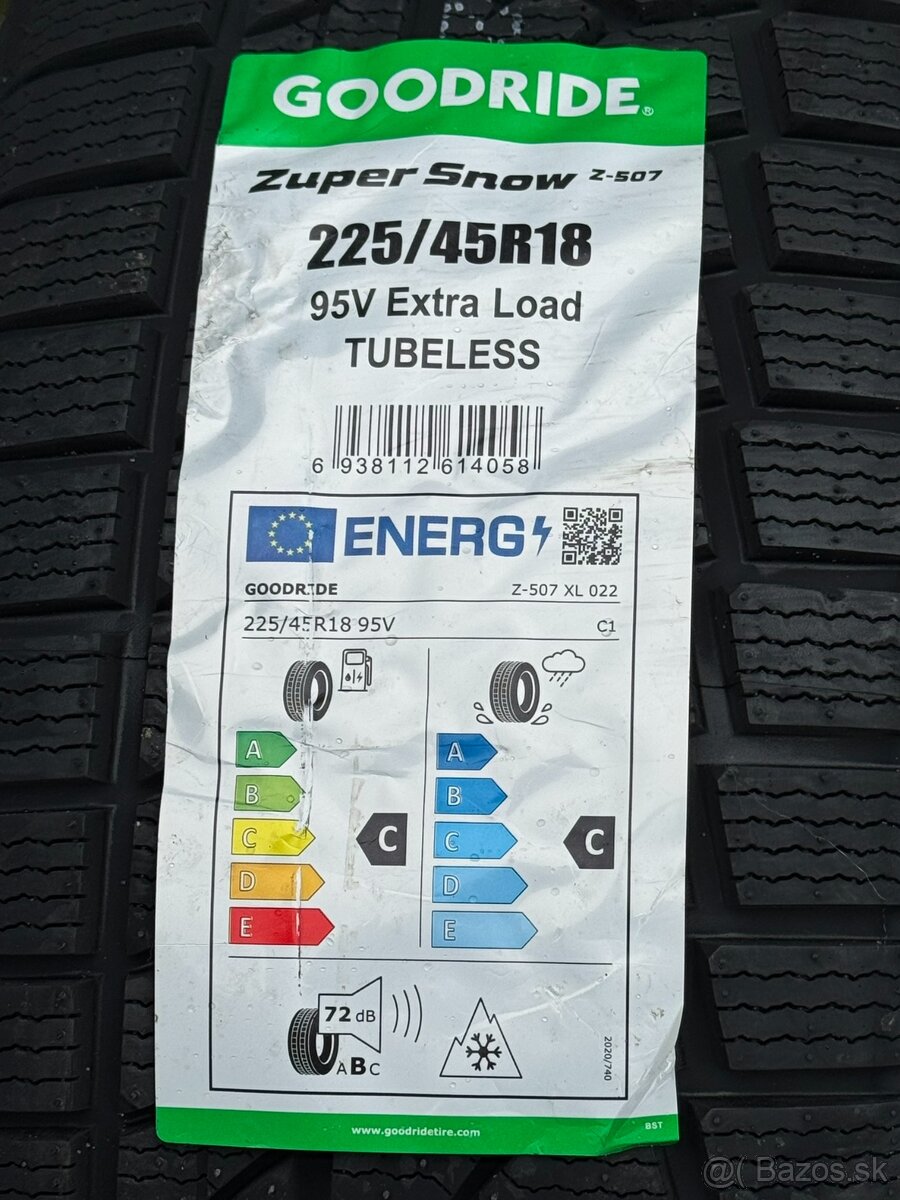 GOODRIDE®
Zuper Snow Z-507
225/45R18
95V Extra Load
TUBELESS
6 938112 614058
ENERG
GOODRIDE Z-507 XL 022
225/45R18 95V C1
A A
B B
C C C C
D D
E E
72 dB
ABC
2020/740
www.goodridetire.com BST
@( Bazos.sk